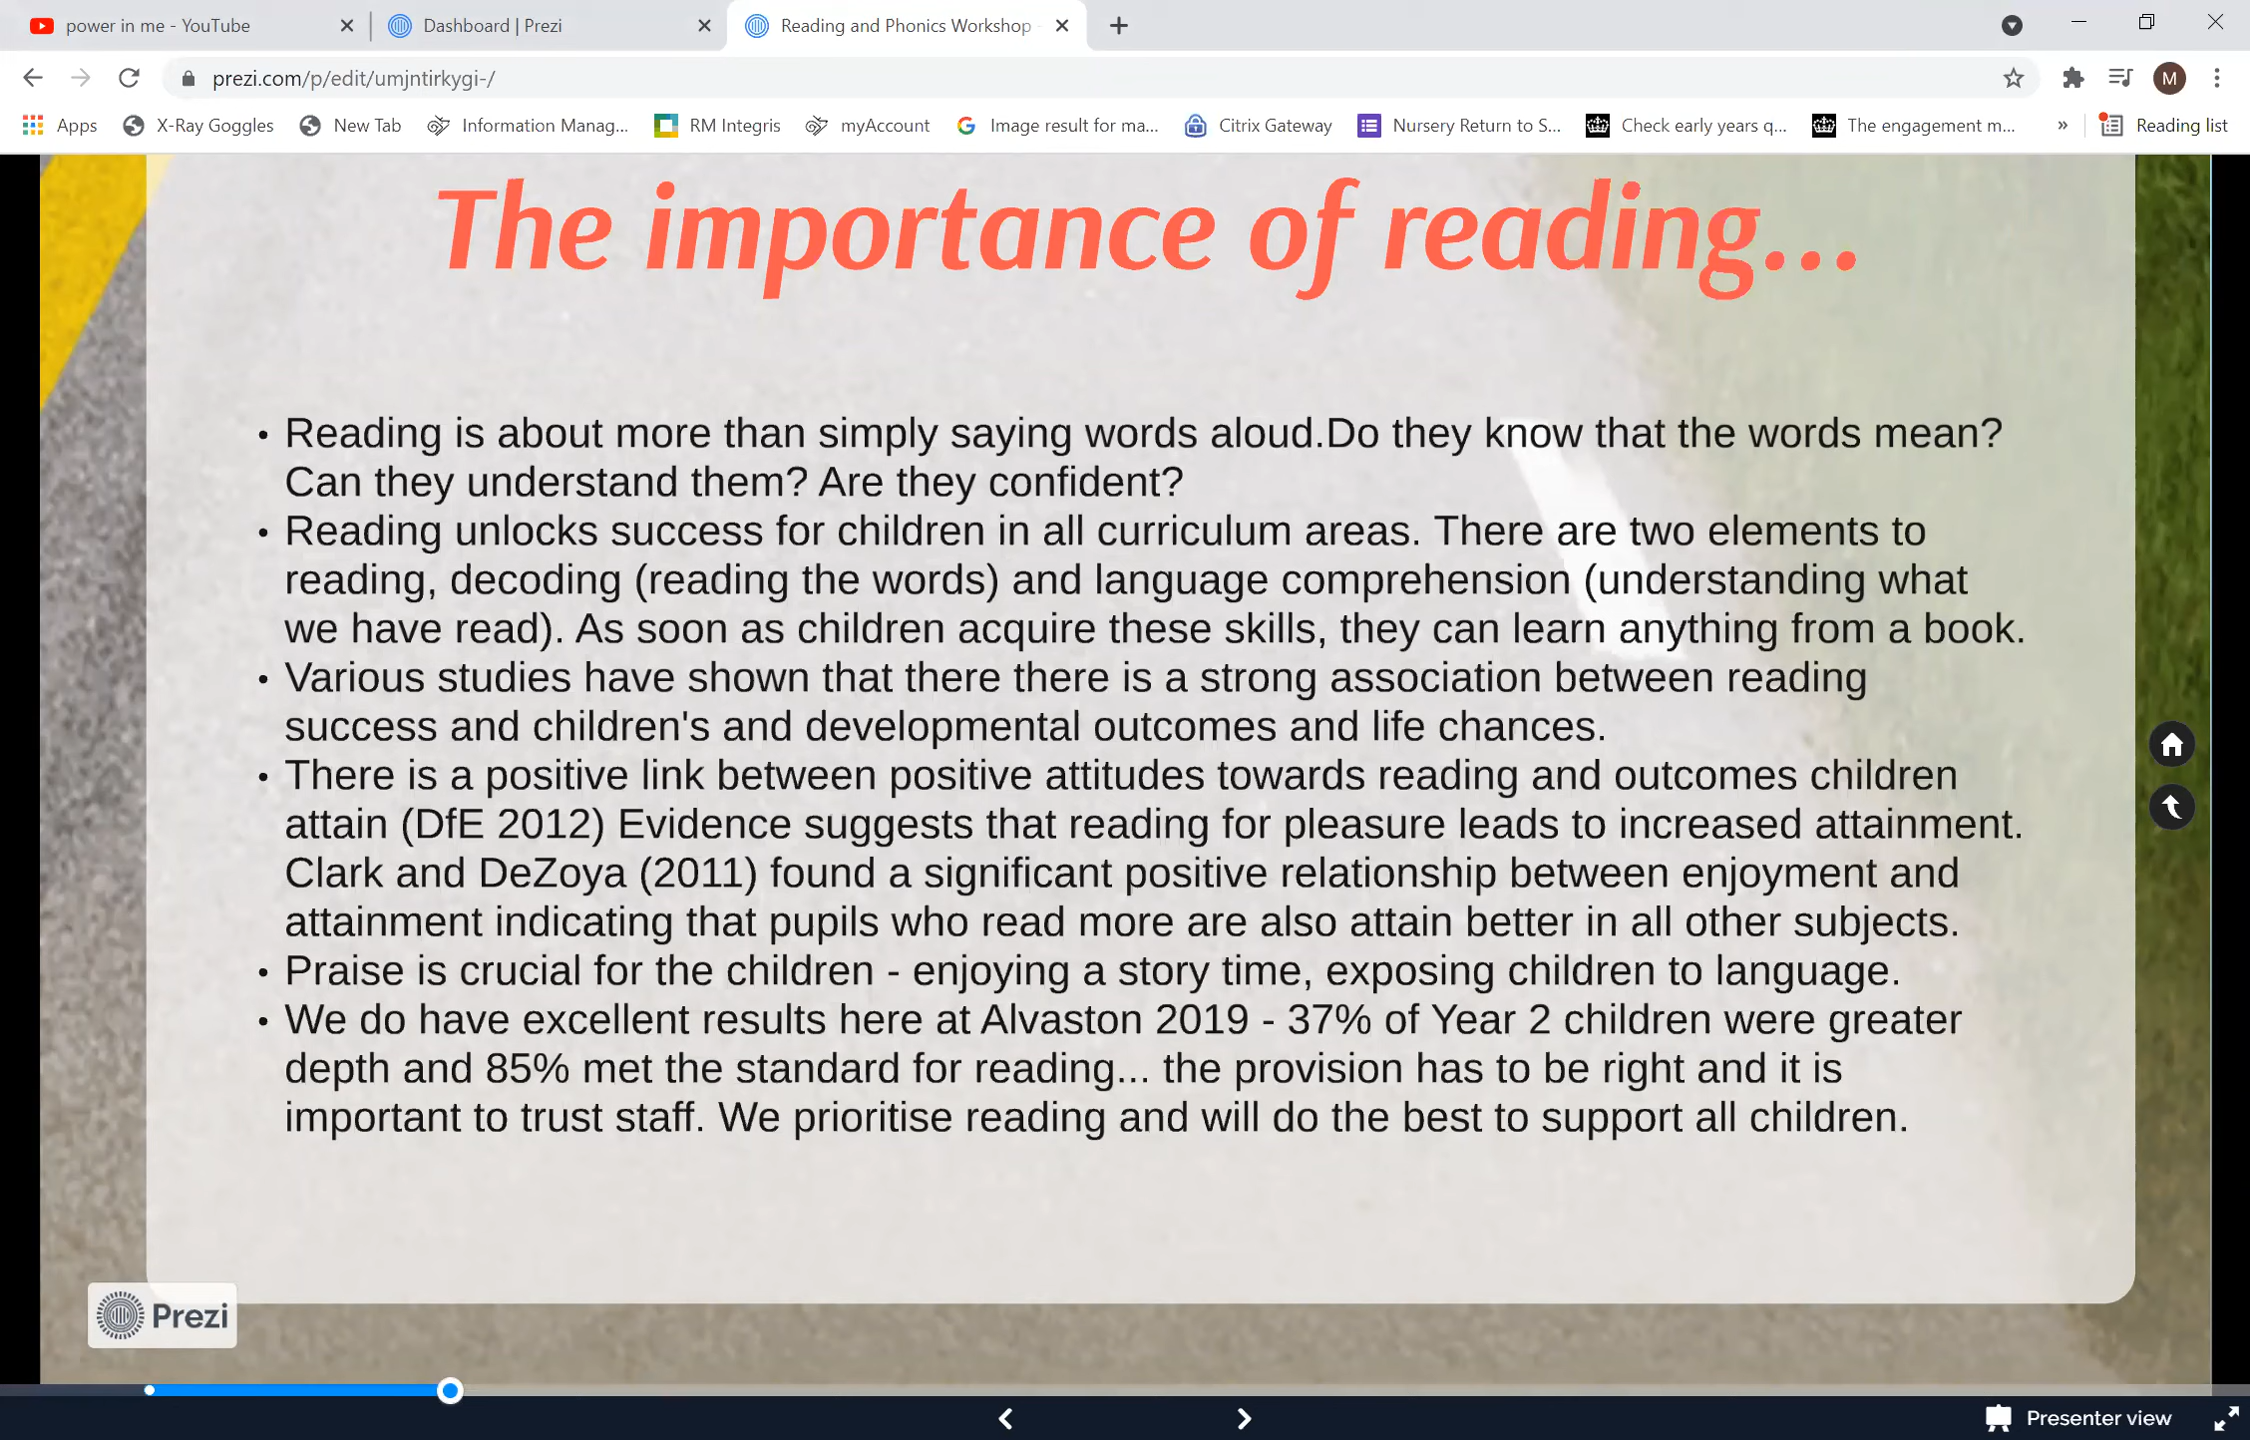 power in me - YouTube
Dashboard | Prezi
Reading and Phonics Workshop -
prezi.com/p/edit/umjntirkygi-/
M
Apps
X-Ray Goggles
New Tab
Information Manag...
RM Integris
myAccount
Image result for ma...
Citrix Gateway
Nursery Return to S...
Check early years q...
The engagement m...
»
Reading list
The importance of reading...
• Reading is about more than simply saying words aloud.Do they know that the words mean?
Can they understand them? Are they confident?
• Reading unlocks success for children in all curriculum areas. There are two elements to
reading, decoding (reading the words) and language comprehension (understanding what
we have read). As soon as children acquire these skills, they can learn anything from a book.
• Various studies have shown that there there is a strong association between reading
success and children's and developmental outcomes and life chances.
• There is a positive link between positive attitudes towards reading and outcomes children
attain (DfE 2012) Evidence suggests that reading for pleasure leads to increased attainment.
Clark and DeZoya (2011) found a significant positive relationship between enjoyment and
attainment indicating that pupils who read more are also attain better in all other subjects.
• Praise is crucial for the children - enjoying a story time, exposing children to language.
• We do have excellent results here at Alvaston 2019 - 37% of Year 2 children were greater
depth and 85% met the standard for reading... the provision has to be right and it is
important to trust staff. We prioritise reading and will do the best to support all children.
Prezi
Presenter view